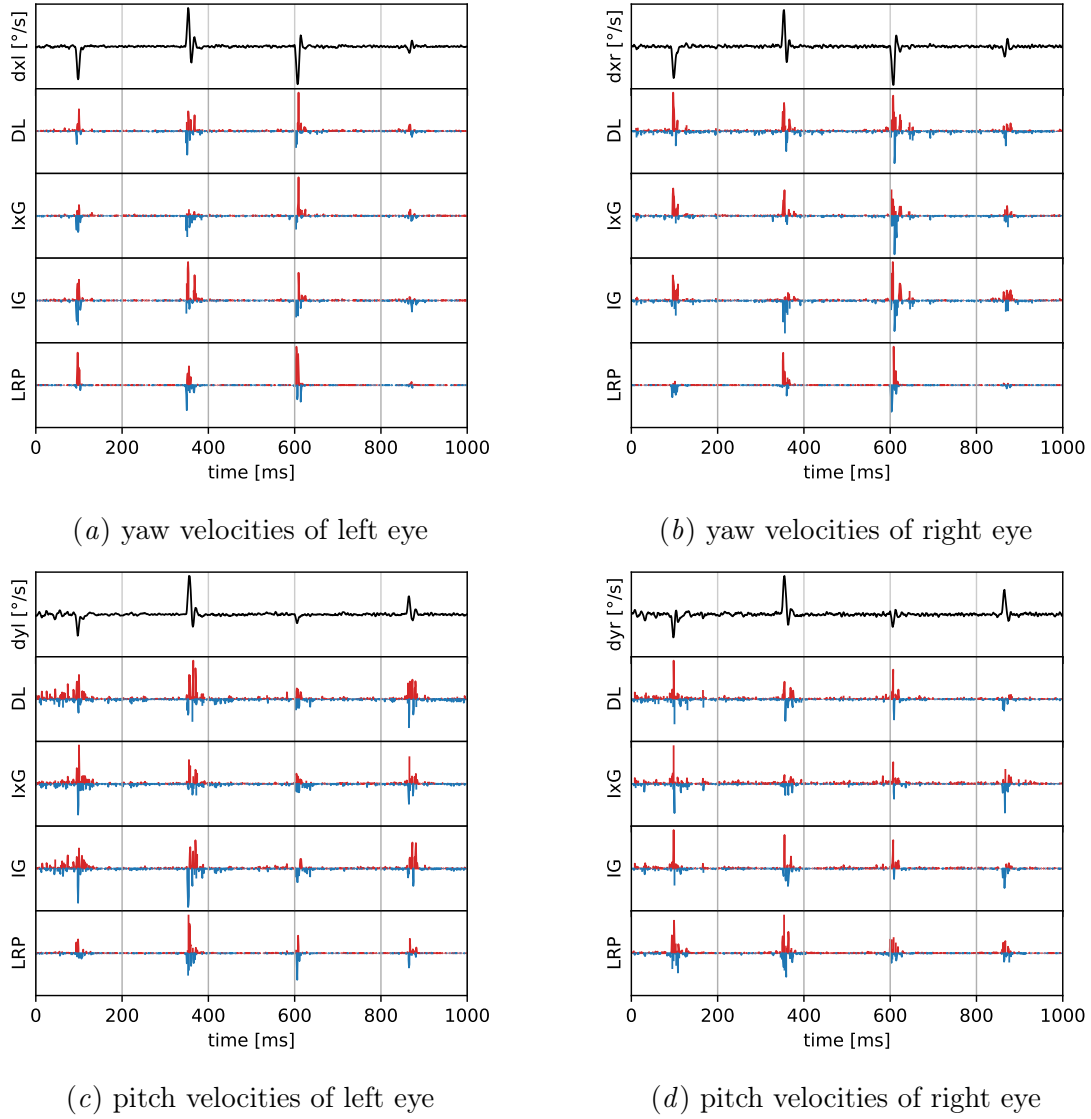 dxl [°/s]
DL
IxG
IG
LRP
0 200 400 600 800 1000
time [ms]
(a) yaw velocities of left eye
dxr [°/s]
DL
IxG
IG
LRP
0 200 400 600 800 1000
time [ms]
(b) yaw velocities of right eye
dyl [°/s]
DL
IxG
IG
LRP
0 200 400 600 800 1000
time [ms]
(c) pitch velocities of left eye
dyr [°/s]
DL
IxG
IG
LRP
0 200 400 600 800 1000
time [ms]
(d) pitch velocities of right eye